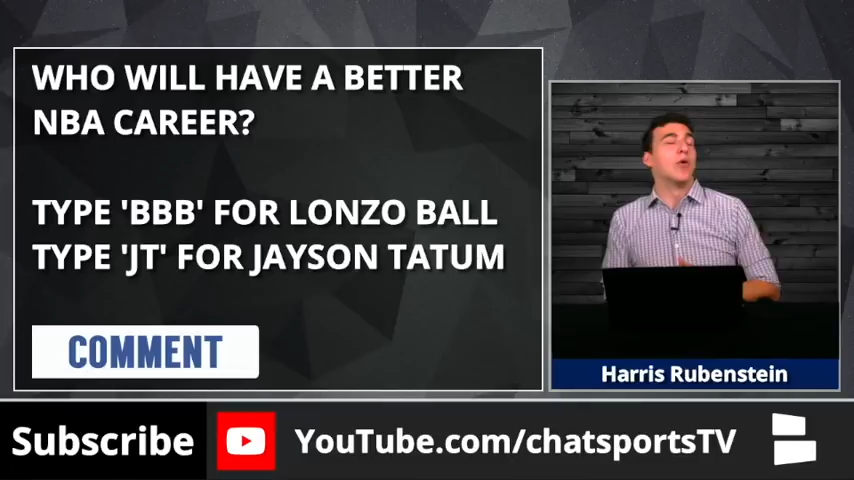 WHO WILL HAVE A BETTER
NBA CAREER?
TYPE 'BBB' FOR LONZO BALL
TYPE 'JT' FOR JAYSON TATUM
COMMENT
Harris Rubenstein
Subscribe
YouTube.com/chatsportsTV